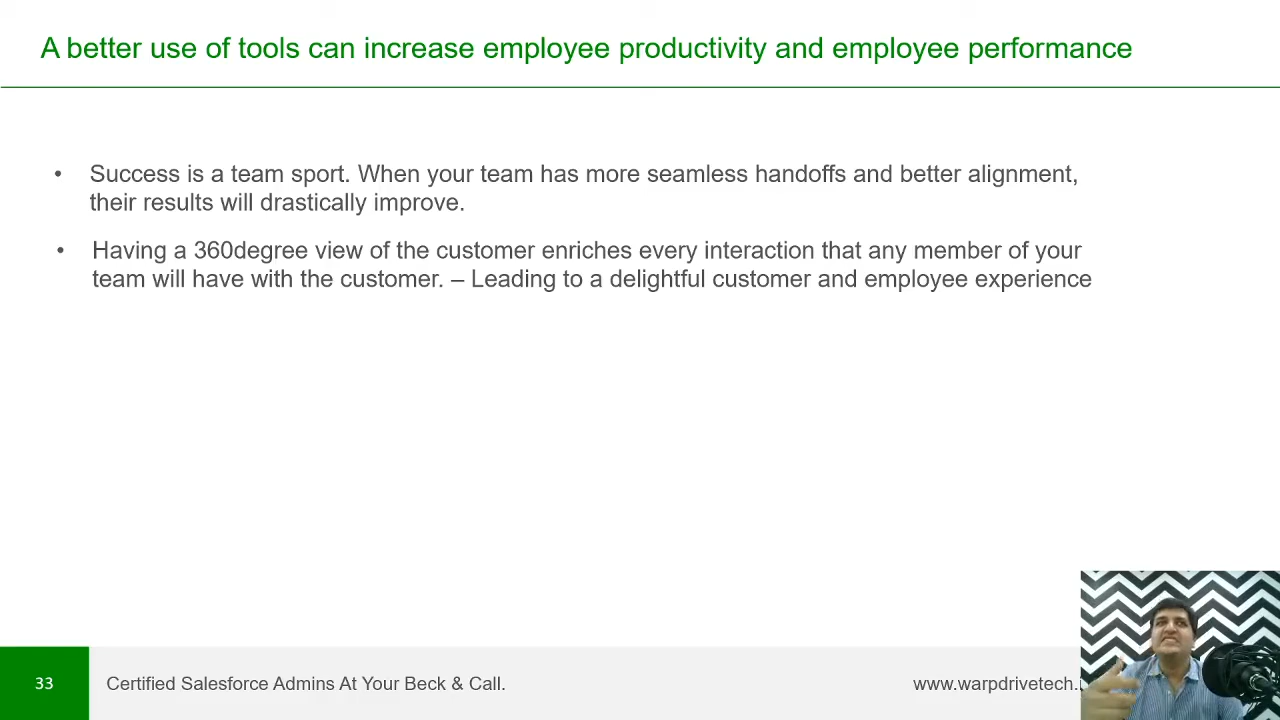 A better use of tools can increase employee productivity and employee performance
• Success is a team sport. When your team has more seamless handoffs and better alignment,
their results will drastically improve.
• Having a 360degree view of the customer enriches every interaction that any member of your
team will have with the customer. – Leading to a delightful customer and employee experience
33
Certified Salesforce Admins At Your Beck & Call.
www.warpdrivetech.